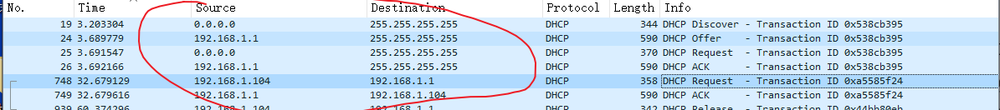 No. Time Source Destination Protocol Length Info
19 3.203304 0.0.0.0 255.255.255.255 DHCP 344 DHCP Discover - Transaction ID 0x538cb395
24 3.689779 192.168.1.1 255.255.255.255 DHCP 590 DHCP Offer - Transaction ID 0x538cb395
25 3.691547 0.0.0.0 255.255.255.255 DHCP 370 DHCP Request - Transaction ID 0x538cb395
26 3.692166 192.168.1.1 255.255.255.255 DHCP 590 DHCP ACK - Transaction ID 0x538cb395
748 32.679129 192.168.1.104 192.168.1.1 DHCP 358 DHCP Request - Transaction ID 0xa5585f24
749 32.679616 192.168.1.1 192.168.1.104 DHCP 590 DHCP ACK - Transaction ID 0xa5585f24
939 60.374296 192.168.1.104 192.168.1.1 DHCP 342 DHCP Release - Transaction ID 0x44bb80eb